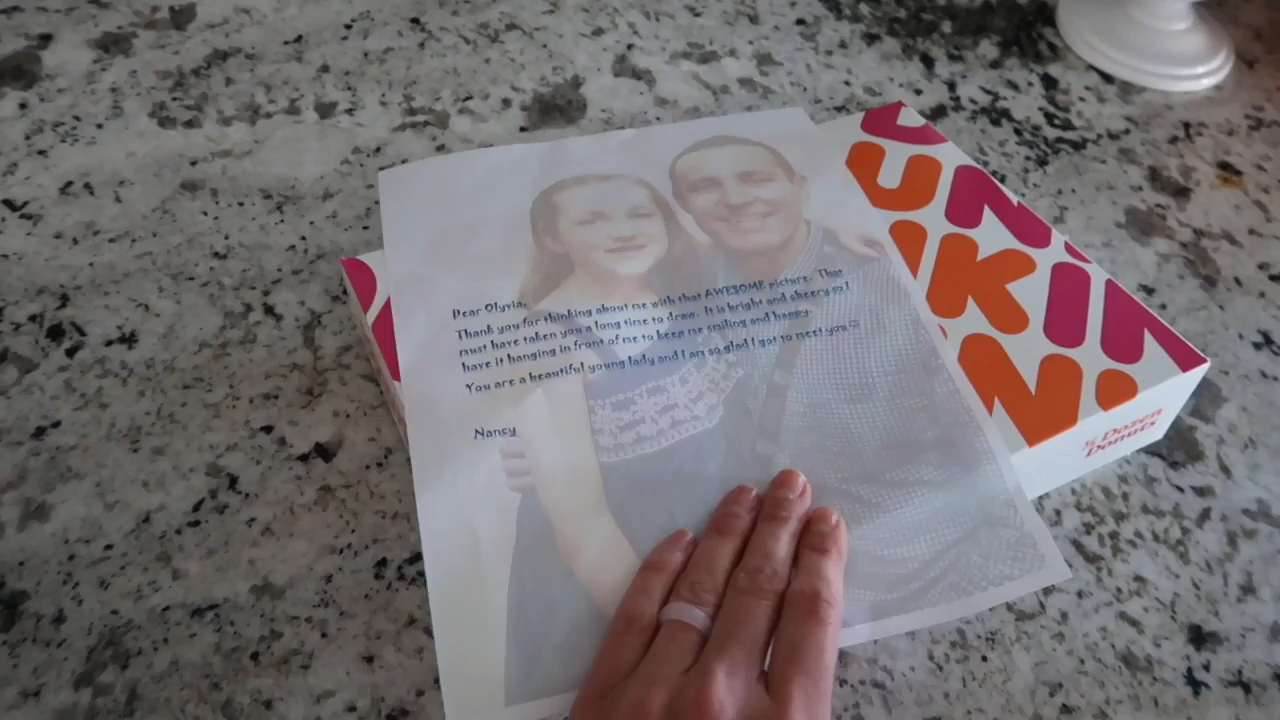 Dear Olyvia,
Thank you for thinking about me with that AWESOME picture. That
must have taken you a long time to draw. It is bright and cheery so I
have it hanging in front of me to keep me smiling and happy.
You are a beautiful young lady and I am so glad I got to meet you♡
Nancy
DUNKIN'
½ Dozen
Donuts